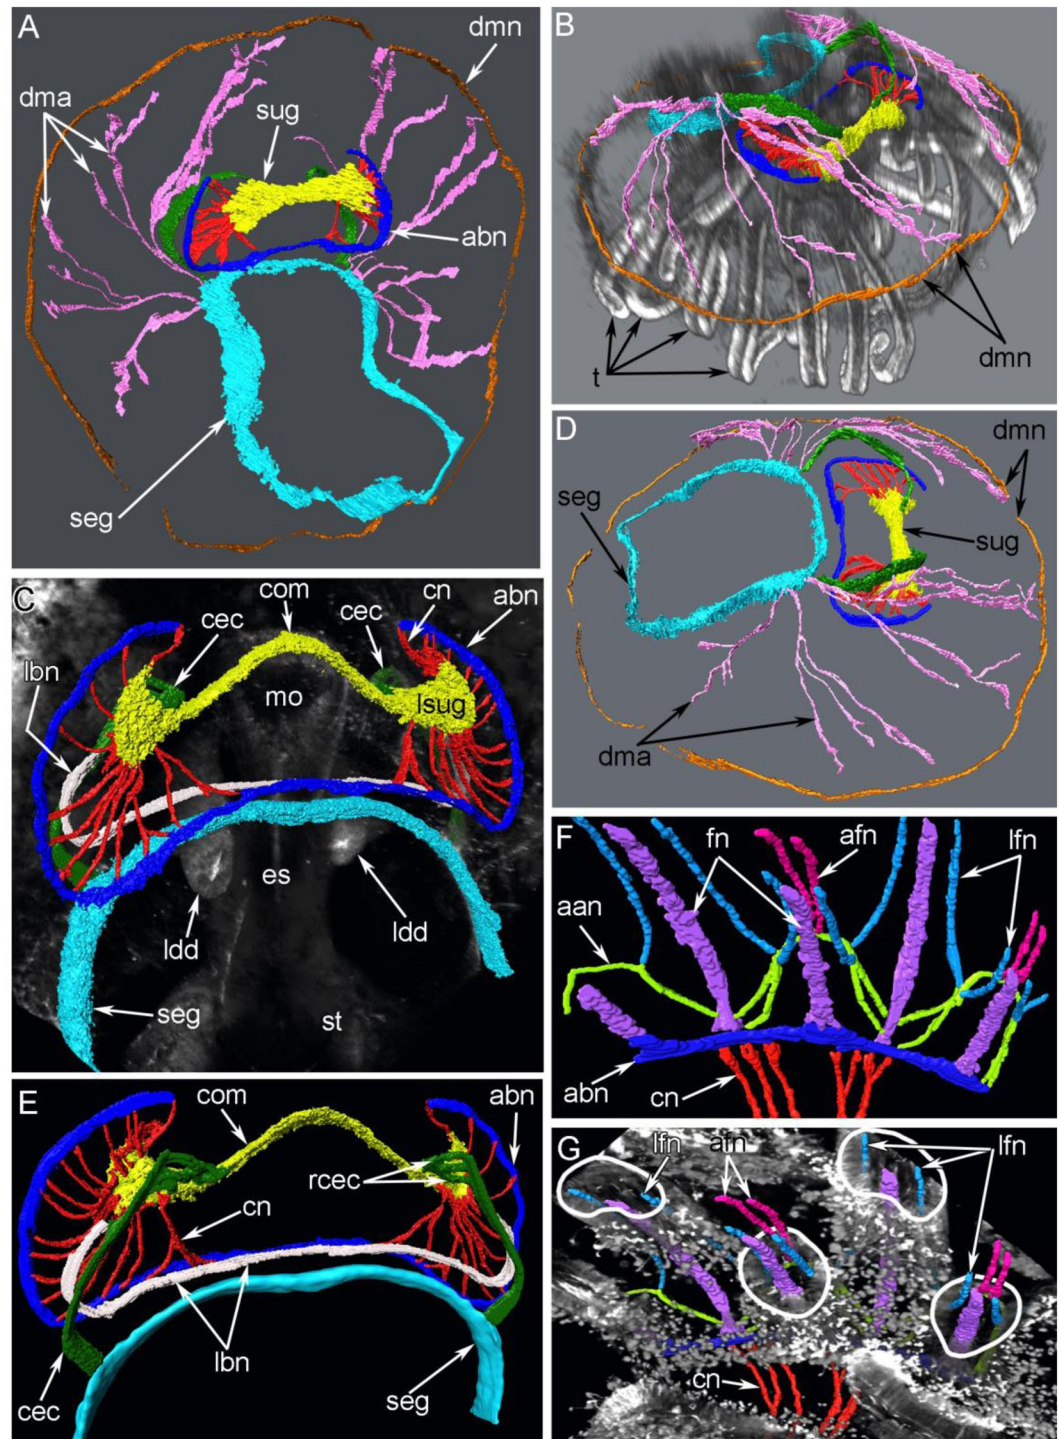 A
dmn
dma
sug
abn
seg
B
dmn
t
D
dmn
seg
sug
dma
C
com
cn
abn
cec
cec
lbn
mo
lsug
es
ldd
ldd
seg
st
F
fn
afn
lfn
aan
abn
cn
E
com
abn
rcec
cn
lbn
cec
seg
G
lfn
afn
lfn
cn